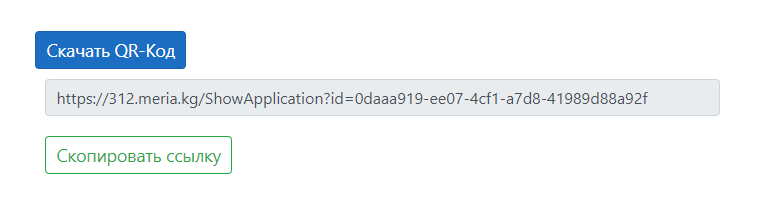 Скачать QR-Код
https://312.meria.kg/ShowApplication?id=0daaa919-ee07-4cf1-a7d8-41989d88a92f
Скопировать ссылку